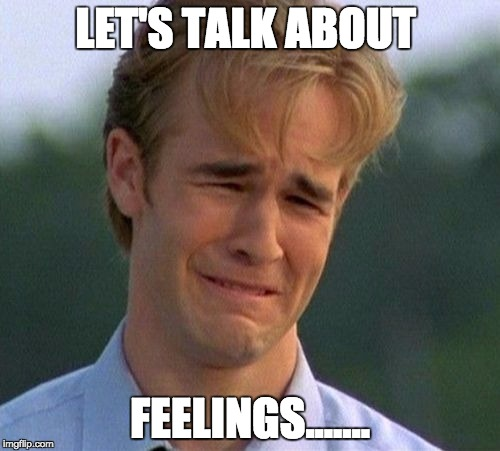 LET'S TALK ABOUT
FEELINGS.......
imgflip.com